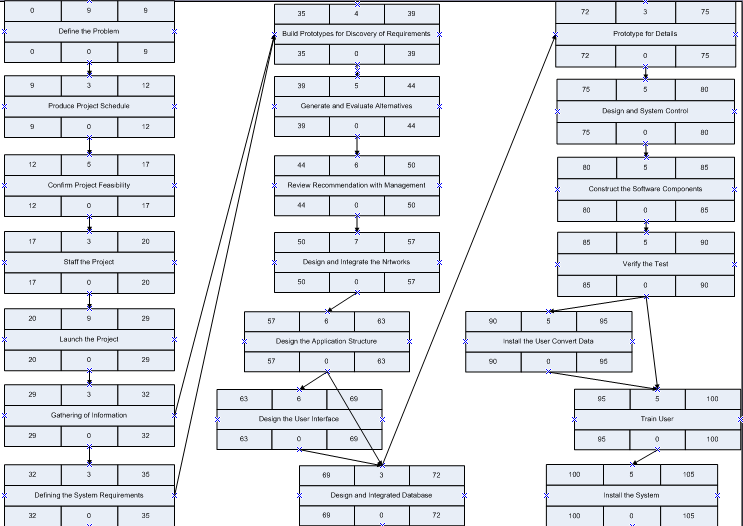 0 9 9
Define the Problem
0 0 9
9 3 12
Produce Project Schedule
9 0 12
12 5 17
Confirm Project Feasibility
12 0 17
17 3 20
Staff the Project
17 0 20
20 9 29
Launch the Project
20 0 29
29 3 32
Gathering of Information
29 0 32
32 3 35
Defining the System Requirements
32 0 35
35 4 39
Build Prototypes for Discovery of Requirements
35 0 39
39 5 44
Generate and Evaluate Alternatives
39 0 44
44 6 50
Review Recommendation with Management
44 0 50
50 7 57
Design and Integrate the Nrtworks
50 0 57
57 6 63
Design the Application Structure
57 0 63
63 6 69
Design the User Interface
63 0 69
69 3 72
Design and Integrated Database
69 0 72
72 3 75
Prototype for Details
72 0 75
75 5 80
Design and System Control
75 0 80
80 5 85
Construct the Software Components
80 0 85
85 5 90
Verify the Test
85 0 90
90 5 95
Install the User Convert Data
90 0 95
95 5 100
Train User
95 0 100
100 5 105
Install the System
100 0 105